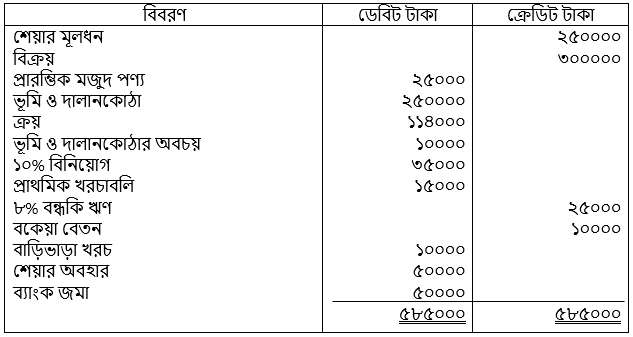 বিবরণ ডেবিট টাকা ক্রেডিট টাকা
শেয়ার মূলধন ২৫০০০০
বিক্রয় ৩০০০০০
প্রারম্ভিক মজুদ পণ্য ২৫০০০
ভূমি ও দালানকোঠা ২৫০০০০
ক্রয় ১১৪০০০
ভূমি ও দালানকোঠার অবচয় ১০০০০
১০% বিনিয়োগ ৩৫০০০
প্রাথমিক খরচাবলি ১৫০০০
৮% বন্ধকি ঋণ ২৫০০০
বকেয়া বেতন ১০০০০
বাড়িভাড়া খরচ ১০০০০
শেয়ার অবহার ৫০০০০
ব্যাংক জমা ৫০০০০
৫৮৫০০০ ৫৮৫০০০